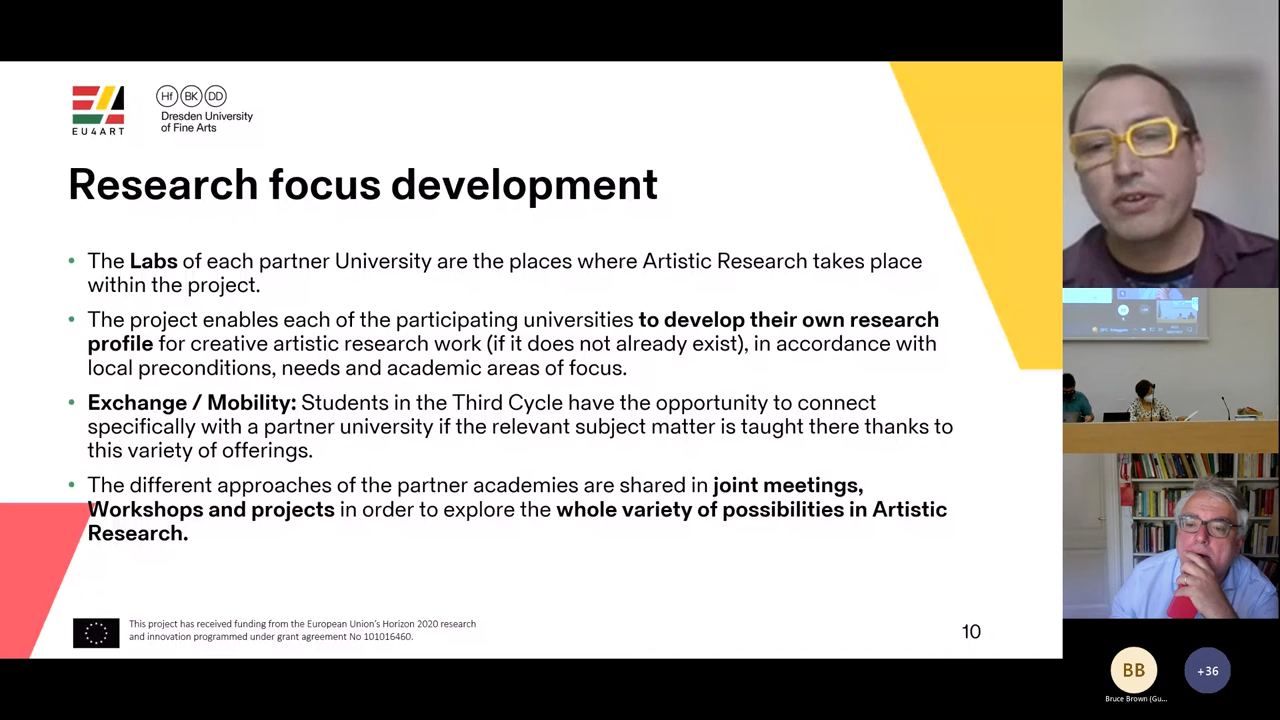 EU4ART
Hf BK DD
Dresden University
of Fine Arts
Research focus development
• The Labs of each partner University are the places where Artistic Research takes place
within the project.
• The project enables each of the participating universities to develop their own research
profile for creative artistic research work (if it does not already exist), in accordance with
local preconditions, needs and academic areas of focus.
• Exchange / Mobility: Students in the Third Cycle have the opportunity to connect
specifically with a partner university if the relevant subject matter is taught there thanks to
this variety of offerings.
• The different approaches of the partner academies are shared in joint meetings,
Workshops and projects in order to explore the whole variety of possibilities in Artistic
Research.
This project has received funding from the European Union's Horizon 2020 research
and innovation programmed under grant agreement No 101016460.
10
BB
+36
Bruce Brown (Gu...